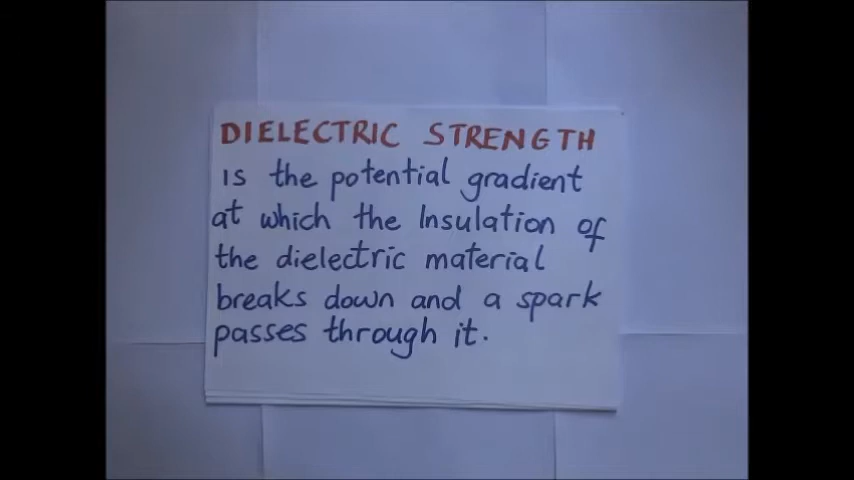 DIELECTRIC STRENGTH
is the potential gradient
at which the Insulation of
the dielectric material
breaks down and a spark
passes through it.